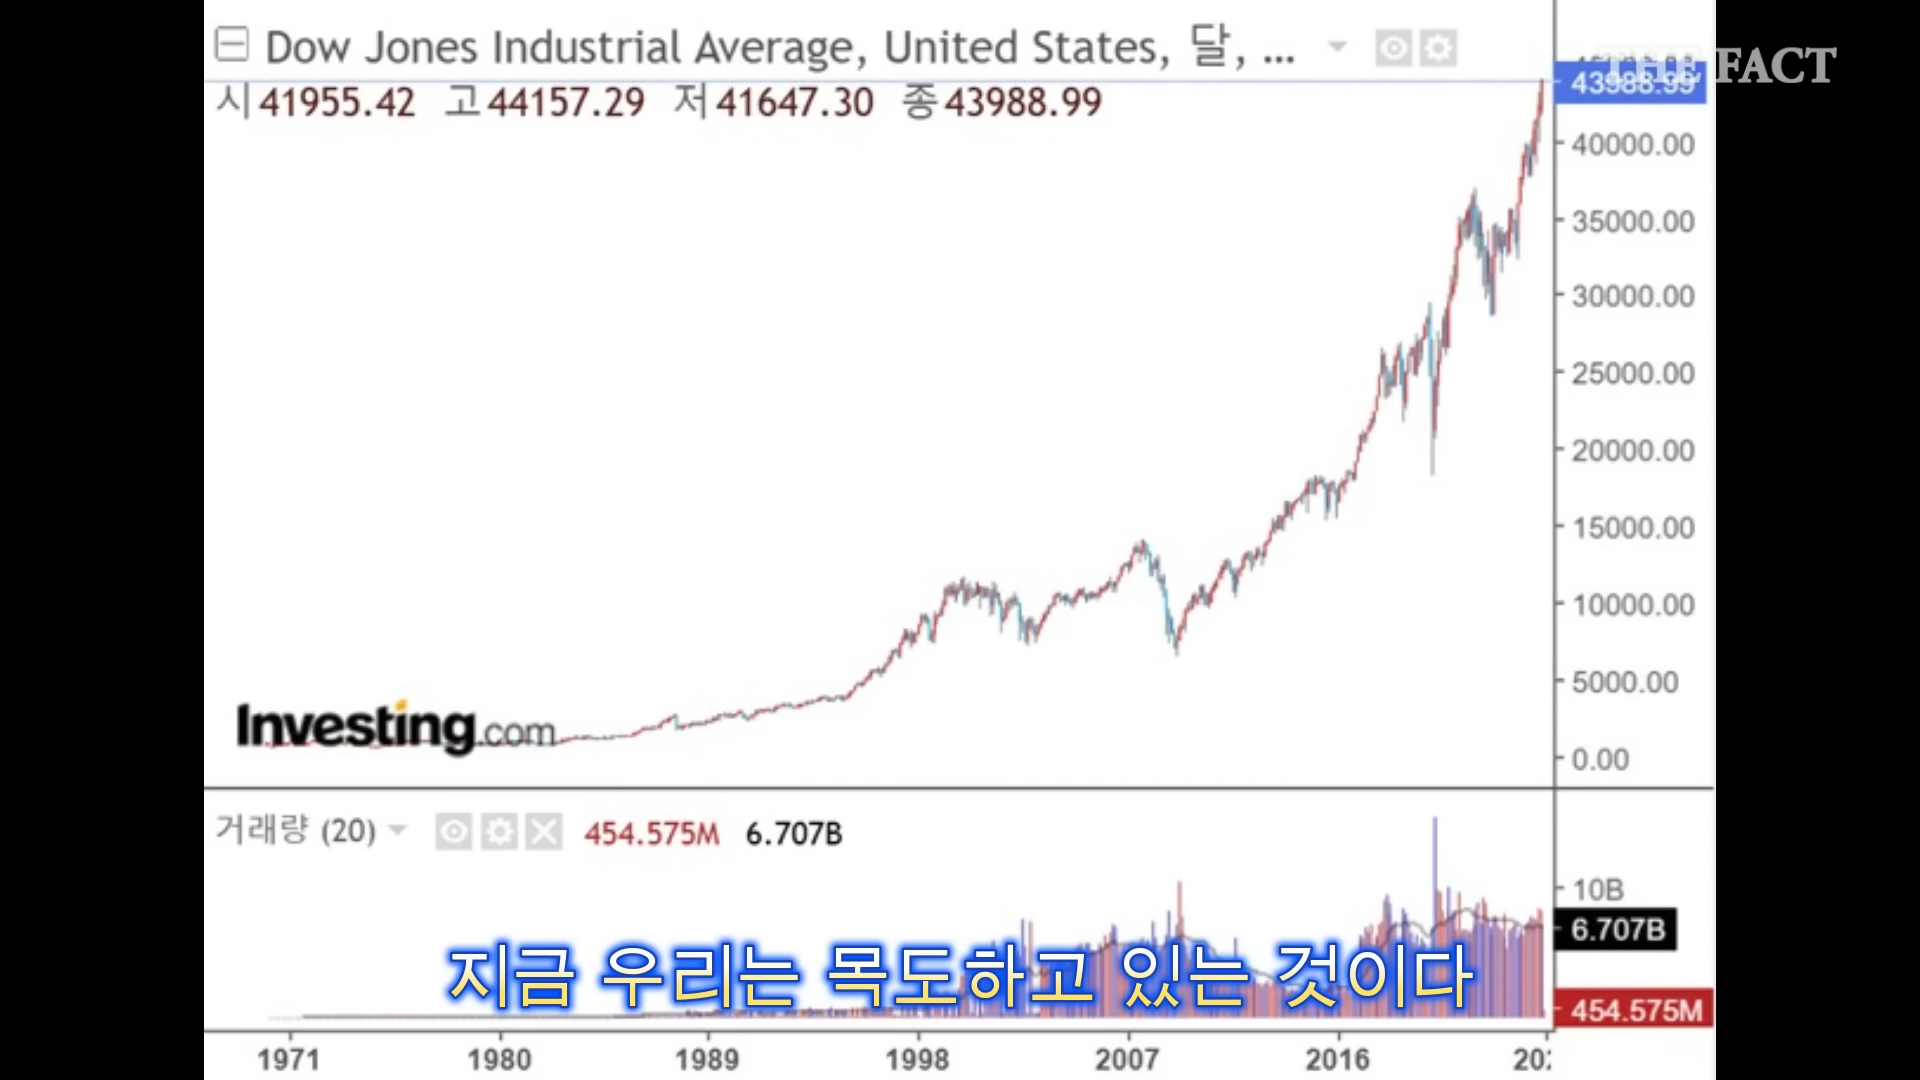 Dow Jones Industrial Average, United States, 달, ...
THE FACT
43988.99
시 41955.42 고 44157.29 저 41647.30 종 43988.99
40000.00
35000.00
30000.00
25000.00
20000.00
15000.00
10000.00
5000.00
0.00
Investing.com
거래량 (20) 454.575M 6.707B
10B
6.707B
지금 우리는 목도하고 있는 것이다
454.575M
1971 1980 1989 1998 2007 2016